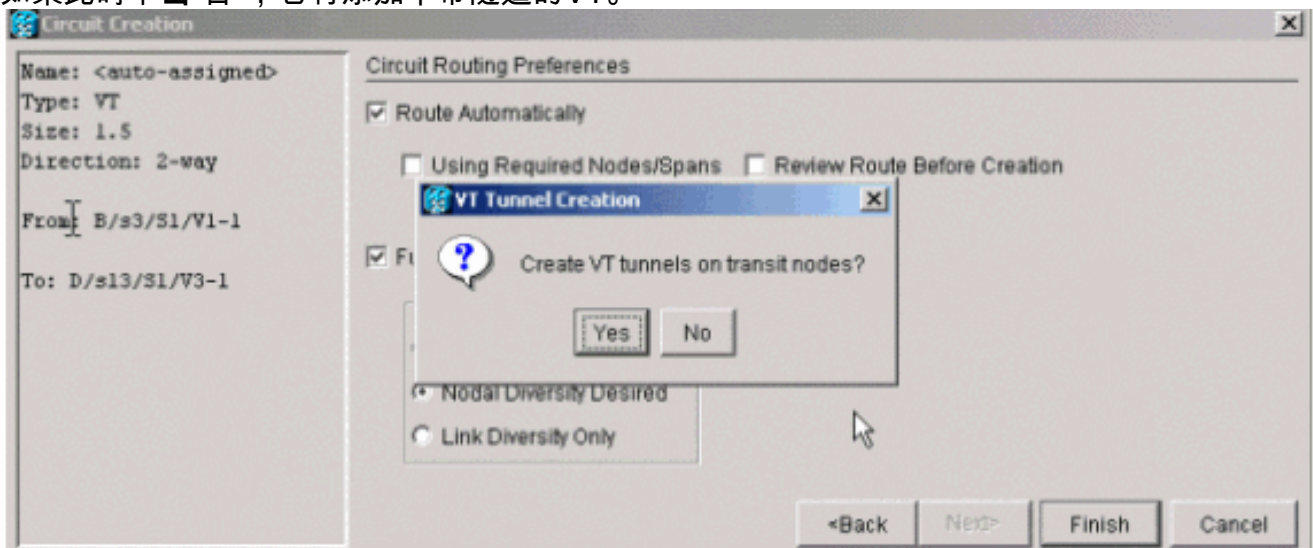 Circuit Creation
Name: <auto-assigned>
Type: VT
Size: 1.5
Direction: 2-way
From: B/s3/S1/V1-1
To: D/s13/S1/V3-1
Circuit Routing Preferences
Route Automatically
Using Required Nodes/Spans
Review Route Before Creation
VT Tunnel Creation
Create VT tunnels on transit nodes?
Yes
No
Nodal Diversity Desired
Link Diversity Only
<Back
Next>
Finish
Cancel